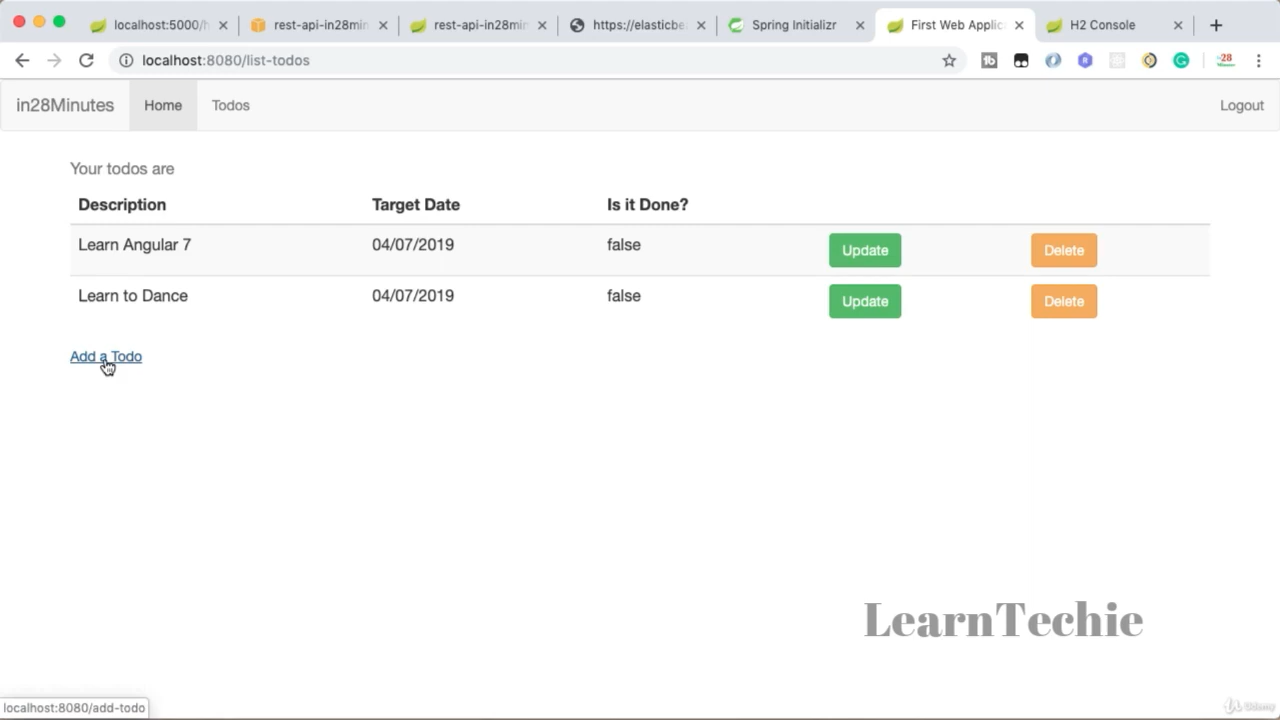 localhost:5000/h
rest-api-in28min
rest-api-in28min
https://elasticbe
Spring Initializr
First Web Applic
H2 Console
localhost:8080/list-todos
in28Minutes Home Todos Logout
Your todos are
Description Target Date Is it Done?
Learn Angular 7 04/07/2019 false Update Delete
Learn to Dance 04/07/2019 false Update Delete
Add a Todo
LearnTechie
localhost:8080/add-todo
Udemy